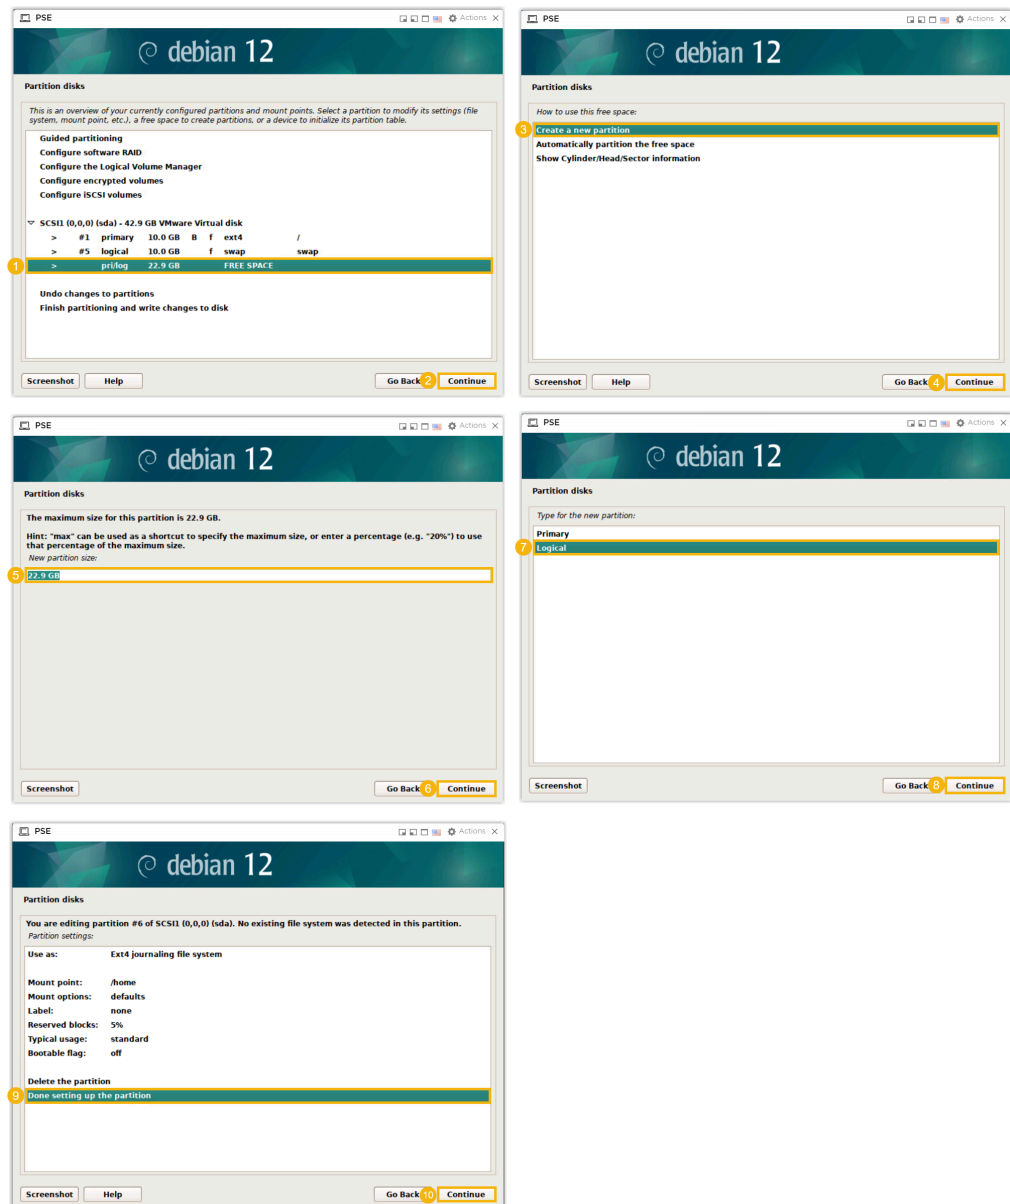 PSE
Actions
debian 12
Partition disks
This is an overview of your currently configured partitions and mount points. Select a partition to modify its settings (file
system, mount point, etc.), a free space to create partitions, or a device to initialize its partition table.
Guided partitioning
Configure software RAID
Configure the Logical Volume Manager
Configure encrypted volumes
Configure iSCSI volumes
SCSI1 (0,0,0) (sda) - 42.9 GB VMware Virtual disk
> #1 primary 10.0 GB B f ext4 /
> #5 logical 10.0 GB f swap swap
1 > pri/log 22.9 GB FREE SPACE
Undo changes to partitions
Finish partitioning and write changes to disk
Screenshot Help Go Back 2 Continue
PSE
Actions
debian 12
Partition disks
How to use this free space:
3 Create a new partition
Automatically partition the free space
Show Cylinder/Head/Sector information
Screenshot Help Go Back 4 Continue
PSE
Actions
debian 12
Partition disks
The maximum size for this partition is 22.9 GB.
Hint: "max" can be used as a shortcut to specify the maximum size, or enter a percentage (e.g. "20%") to use
that percentage of the maximum size.
New partition size:
5 22.9 GB
Screenshot Go Back 6 Continue
PSE
Actions
debian 12
Partition disks
Type for the new partition:
Primary
7 Logical
Screenshot Go Back 8 Continue
PSE
Actions
debian 12
Partition disks
You are editing partition #6 of SCSI1 (0,0,0) (sda). No existing file system was detected in this partition.
Partition settings:
Use as: Ext4 journaling file system
Mount point: /home
Mount options: defaults
Label: none
Reserved blocks: 5%
Typical usage: standard
Bootable flag: off
Delete the partition
9 Done setting up the partition
Screenshot Help Go Back 10 Continue